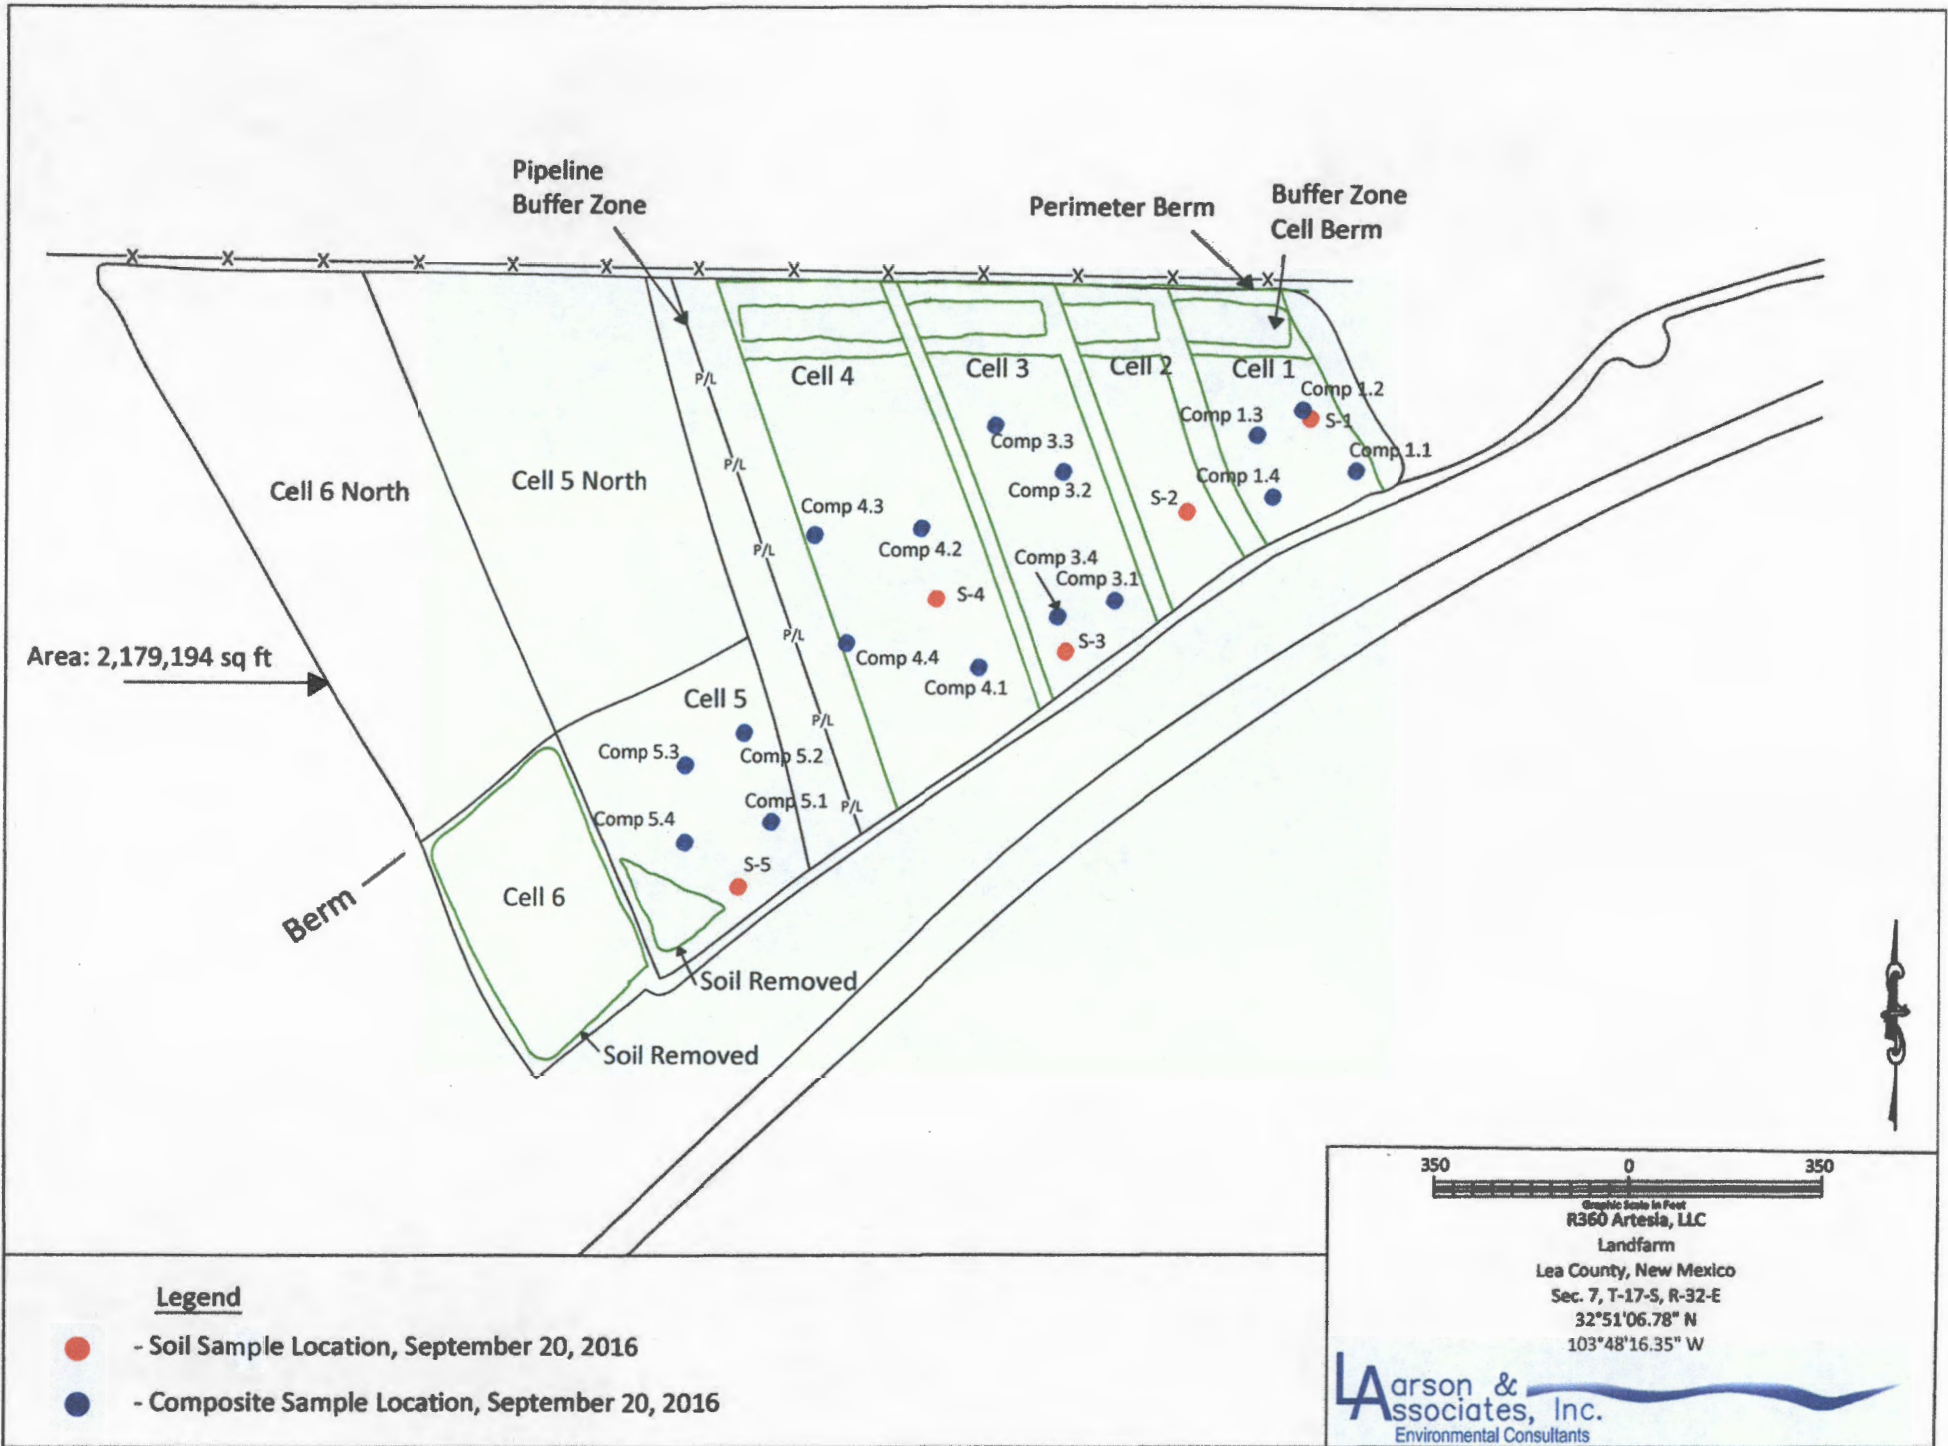 Pipeline
Buffer Zone
Perimeter Berm
Buffer Zone
Cell Berm
X X X X X X X X X X X X X
Cell 4
Cell 3
Cell 2
Cell 1
P/L
Comp 1.2
Comp 1.3
S-1
Comp 3.3
Comp 1.1
P/L
Cell 6 North
Cell 5 North
Comp 3.2
Comp 1.4
S-2
Comp 4.3
Comp 4.2
P/L
Comp 3.4
Comp 3.1
S-4
P/L
S-3
Comp 4.4
Comp 4.1
Area: 2,179,194 sq ft
Cell 5
P/L
Comp 5.3
Comp 5.2
Comp 5.1
P/L
Comp 5.4
S-5
Cell 6
Berm
Soil Removed
Soil Removed
350 0 350
Graphic Scale in Feet
R360 Artesia, LLC
Landfarm
Lea County, New Mexico
Sec. 7, T-17-S, R-32-E
32°51'06.78" N
103°48'16.35" W
Larson &
Associates, Inc.
Environmental Consultants
Legend
- Soil Sample Location, September 20, 2016
- Composite Sample Location, September 20, 2016